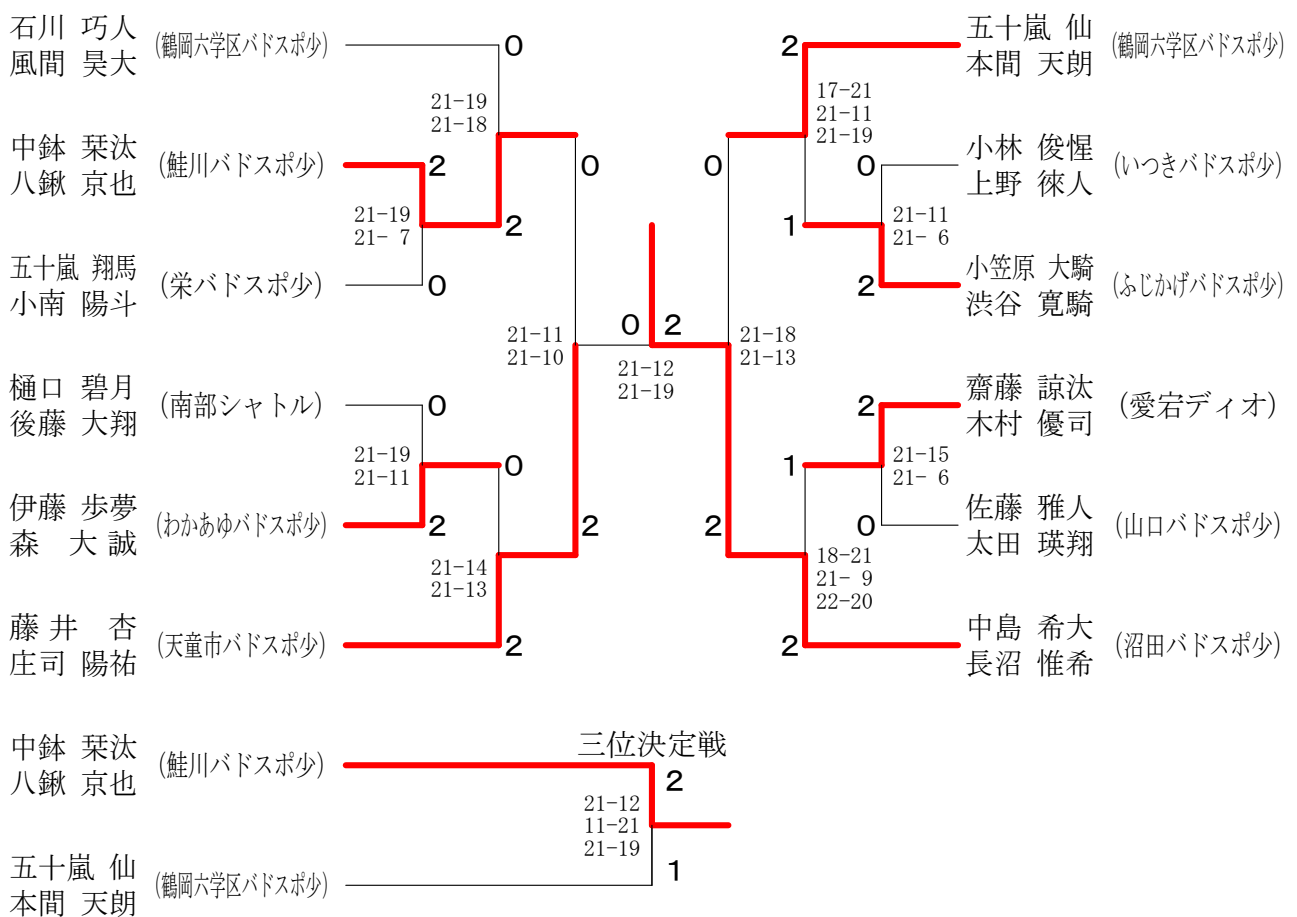 石川 巧人
風間 昊大
(鶴岡六学区バドスポ少)
0
21-19
21-18
中鉢 栞汰
八鍬 京也
(鮭川バドスポ少)
2
21-19
21- 7
2
0
五十嵐 翔馬
小南 陽斗
(栄バドスポ少)
0
21-11
21-10
樋口 碧月
後藤 大翔
(南部シャトル)
0
21-19
21-11
0
伊藤 歩夢
森 大誠
(わかあゆバドスポ少)
2
2
21-14
21-13
藤井 杏
庄司 陽祐
(天童市バドスポ少)
2
0 2
21-12
21-19
2
五十嵐 仙
本間 天朗
(鶴岡六学区バドスポ少)
17-21
21-11
21-19
0
0
小林 俊惺
上野 徠人
(いつきバドスポ少)
21-11
21- 6
1
2
小笠原 大騎
渋谷 寛騎
(ふじかげバドスポ少)
21-18
21-13
2
齋藤 諒汰
木村 優司
(愛宕ディオ)
1
21-15
21- 6
2
0
佐藤 雅人
太田 瑛翔
(山口バドスポ少)
18-21
21- 9
22-20
2
中島 希大
長沼 惟希
(沼田バドスポ少)
三位決定戦
中鉢 栞汰
八鍬 京也
(鮭川バドスポ少)
2
21-12
11-21
21-19
五十嵐 仙
本間 天朗
(鶴岡六学区バドスポ少)
1